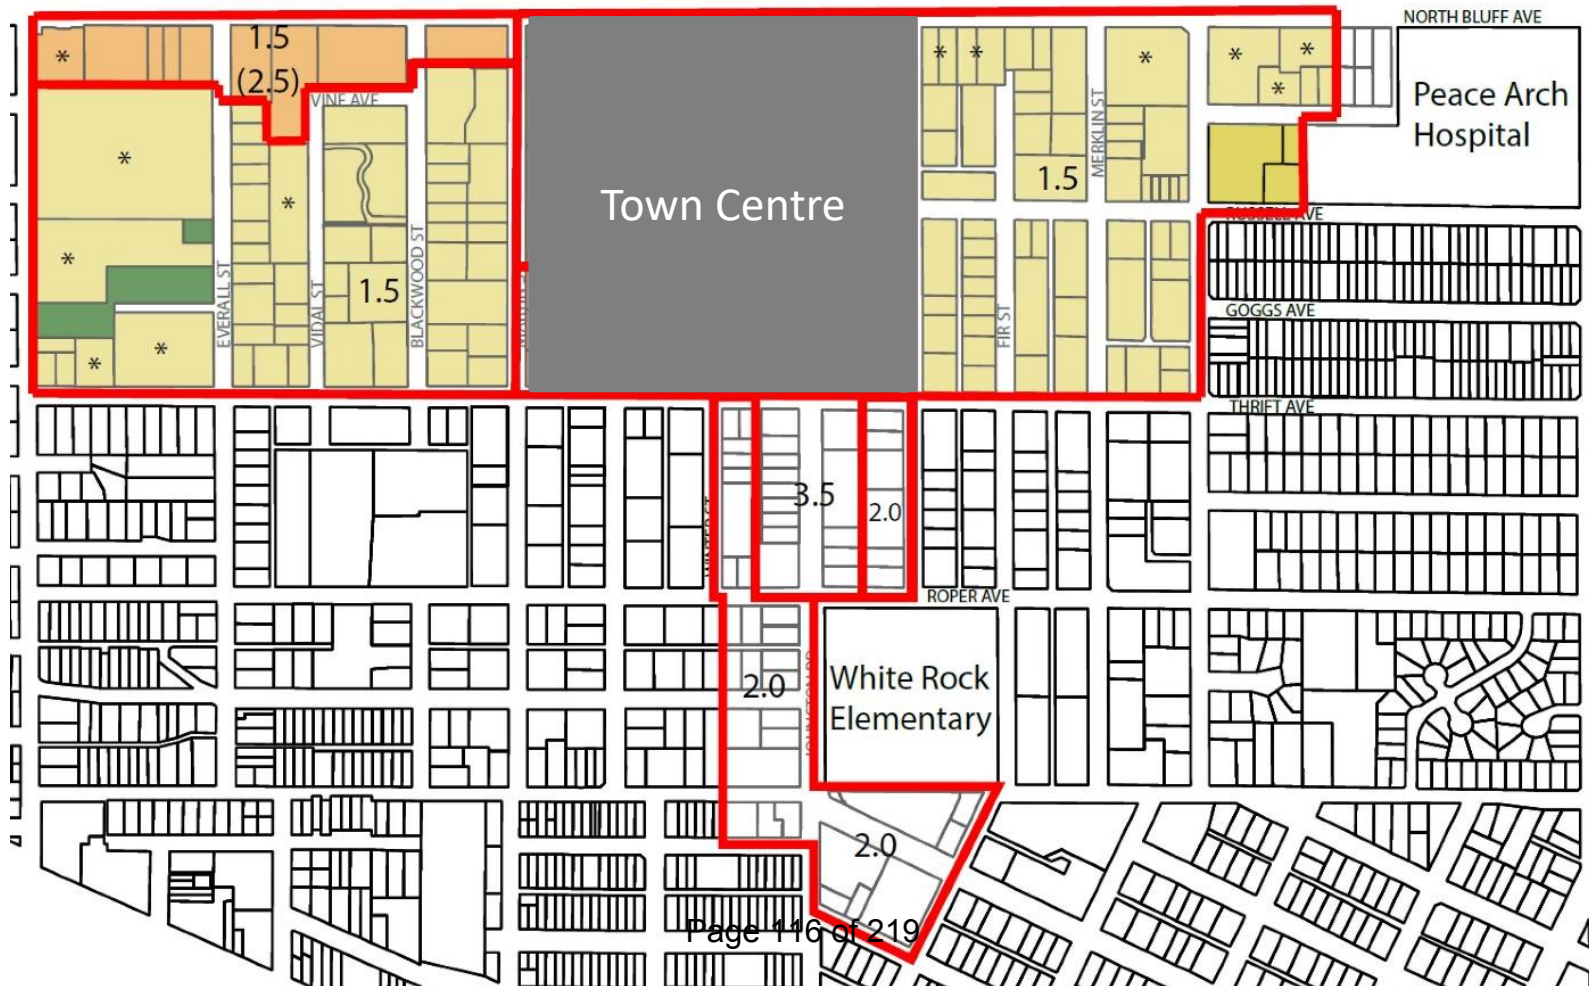 NORTH BLUFF AVE
1.5
(2.5)
VINE AVE
*
*
*
*
*
*
*
*
Peace Arch
Hospital
MERKLIN ST
*
*
*
Town Centre
1.5
RUSSELL AVE
*
EVERALL ST
VIDAL ST
1.5
BLACKWOOD ST
FIR ST
GOGGS AVE
*
*
THRIFT AVE
3.5
2.0
ROPER AVE
2.0
White Rock
Elementary
2.0
Page 116 of 219